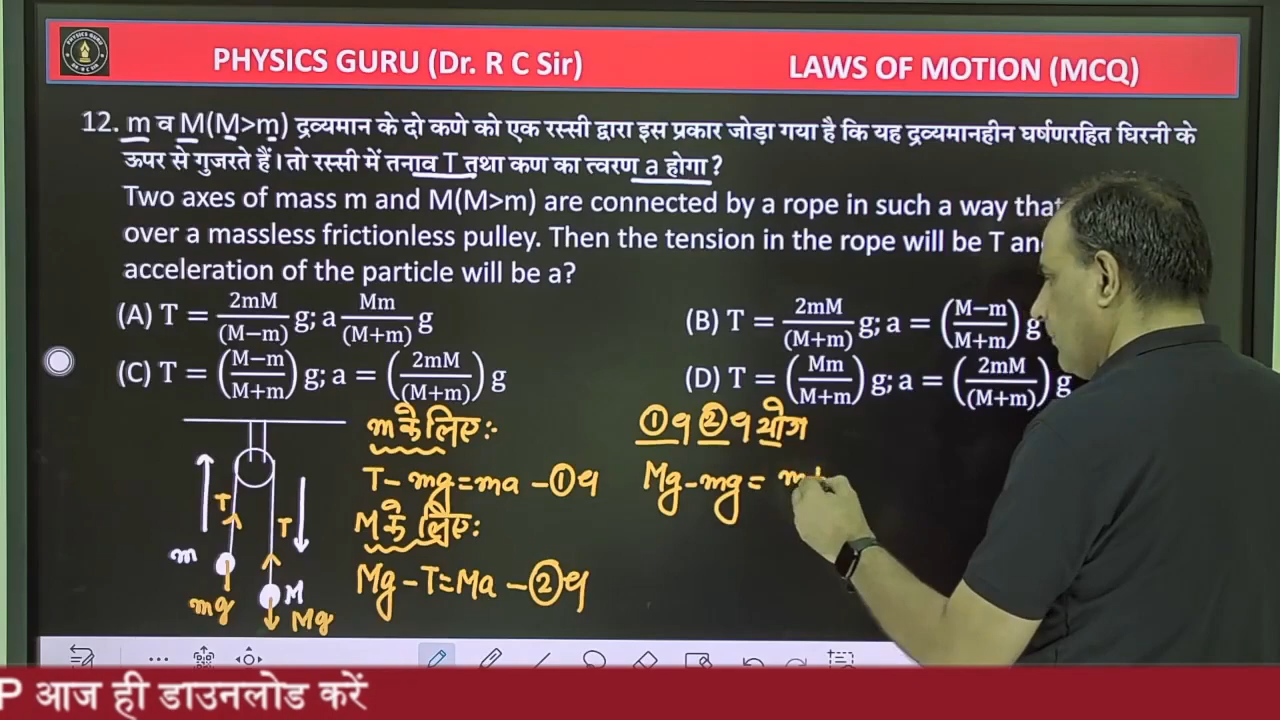 PHYSICS GURU (Dr. R C Sir)
LAWS OF MOTION (MCQ)
12. m व M(M>m) द्रव्यमान के दो कणे को एक रस्सी द्वारा इस प्रकार जोड़ा गया है कि यह द्रव्यमानहीन घर्षणरहित घिरनी के
ऊपर से गुजरते हैं। तो रस्सी में तनाव T तथा कण का त्वरण a होगा?
Two axes of mass m and M(M>m) are connected by a rope in such a way that
over a massless frictionless pulley. Then the tension in the rope will be T an
acceleration of the particle will be a?
(A) T = 2mM/(M−m) g; a Mm/(M+m) g
(B) T = 2mM/(M+m) g; a = (M−m/M+m) g
(C) T = (M−m/M+m) g; a = (2mM/(M+m)) g
(D) T = (Mm/M+m) g; a = (2mM/(M+m)) g
m के लिए:-
T - mg = ma - ① थ
M के लिए:
Mg - T = Ma - ② थ
① व ② व योग
Mg - mg = m+
T
T
m
M
mg
Mg
P आज ही डाउनलोड करें